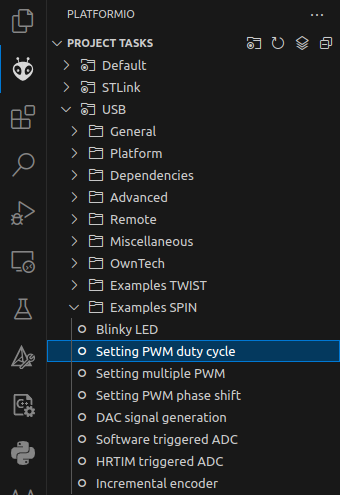 PLATFORMIO
PROJECT TASKS
Default
STLink
USB
General
Platform
Dependencies
Advanced
Remote
Miscellaneous
OwnTech
Examples TWIST
Examples SPIN
Blinky LED
Setting PWM duty cycle
Setting multiple PWM
Setting PWM phase shift
DAC signal generation
Software triggered ADC
HRTIM triggered ADC
Incremental encoder